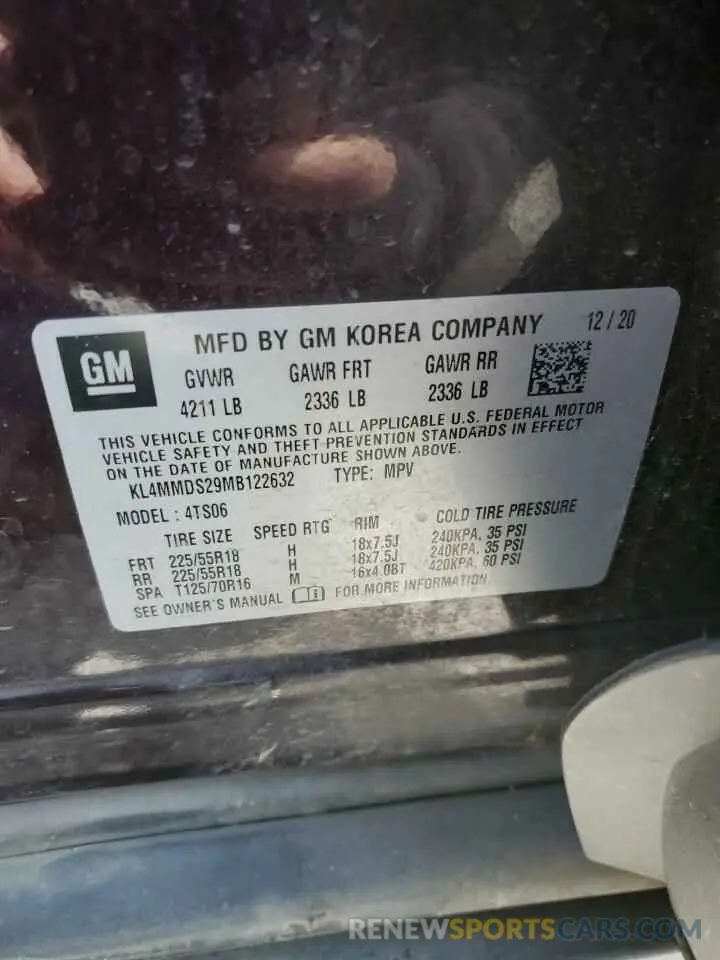 GM
MFD BY GM KOREA COMPANY 12/20
GVWR GAWR FRT GAWR RR
4211 LB 2336 LB 2336 LB
THIS VEHICLE CONFORMS TO ALL APPLICABLE U.S. FEDERAL MOTOR
VEHICLE SAFETY AND THEFT PREVENTION STANDARDS IN EFFECT
ON THE DATE OF MANUFACTURE SHOWN ABOVE.
KL4MMDS29MB122632 TYPE: MPV
MODEL : 4TS06
TIRE SIZE SPEED RTG RIM COLD TIRE PRESSURE
FRT 225/55R18 H 18x7.5J 240KPA, 35 PSI
RR 225/55R18 H 18x7.5J 240KPA, 35 PSI
SPA T125/70R16 M 16x4.0BT 420KPA, 60 PSI
SEE OWNER'S MANUAL FOR MORE INFORMATION
RENEWSPORTSCARS.COM